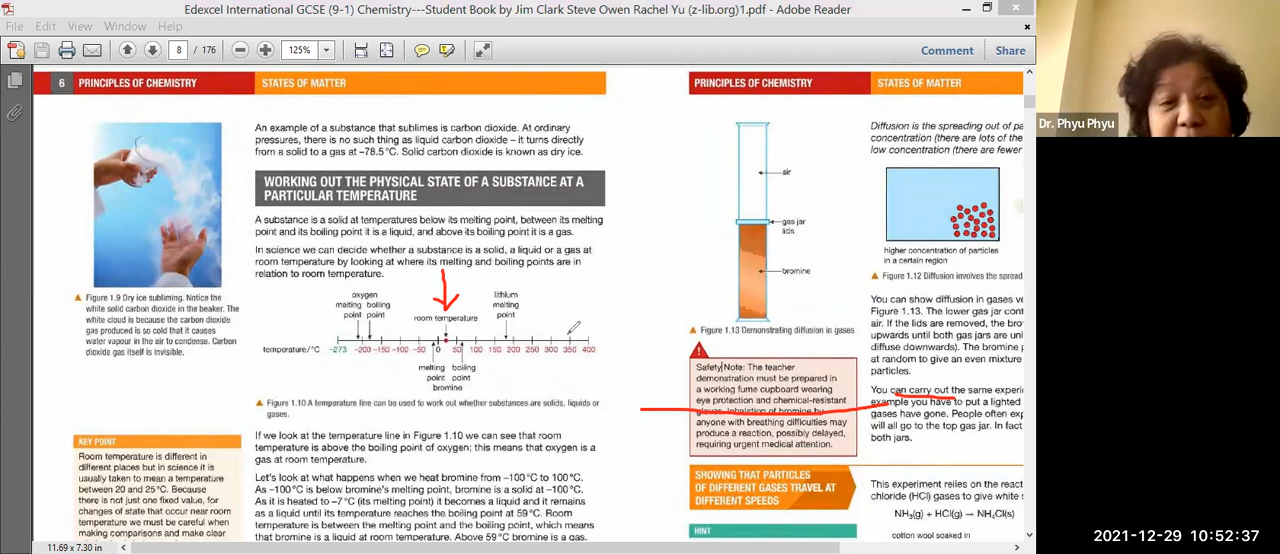 Edexcel International GCSE (9-1) Chemistry---Student Book by Jim Clark Steve Owen Rachel Yu (z-lib.org)1.pdf - Adobe Reader
File Edit View Window Help
8 / 176
125%
Comment
Share
6 PRINCIPLES OF CHEMISTRY
STATES OF MATTER
An example of a substance that sublimes is carbon dioxide. At ordinary
pressures, there is no such thing as liquid carbon dioxide – it turns directly
from a solid to a gas at –78.5 °C. Solid carbon dioxide is known as dry ice.
WORKING OUT THE PHYSICAL STATE OF A SUBSTANCE AT A
PARTICULAR TEMPERATURE
A substance is a solid at temperatures below its melting point, between its melting
point and its boiling point it is a liquid, and above its boiling point it is a gas.
In science we can decide whether a substance is a solid, a liquid or a gas at
room temperature by looking at where its melting and boiling points are in
relation to room temperature.
▲ Figure 1.9 Dry ice subliming. Notice the
white solid carbon dioxide in the beaker. The
white cloud is because the carbon dioxide
gas produced is so cold that it causes
water vapour in the air to condense. Carbon
dioxide gas itself is invisible.
oxygen
melting boiling
point point
room temperature
lithium
melting
point
temperature/°C
-273 -200 -150 -100 -50 0 50 100 150 200 250 300 350 400
melting boiling
point point
bromine
▲ Figure 1.10 A temperature line can be used to work out whether substances are solids, liquids or
gases.
KEY POINT
Room temperature is different in
different places but in science it is
usually taken to mean a temperature
between 20 and 25 °C. Because
there is not just one fixed value, for
changes of state that occur near room
temperature we must be careful when
making comparisons and make clear
If we look at the temperature line in Figure 1.10 we can see that room
temperature is above the boiling point of oxygen; this means that oxygen is a
gas at room temperature.
Let's look at what happens when we heat bromine from –100 °C to 100 °C.
As –100 °C is below bromine's melting point, bromine is a solid at –100 °C.
As it is heated to –7 °C (its melting point) it becomes a liquid and it remains
as a liquid until its temperature reaches the boiling point at 59 °C. Room
temperature is between the melting point and the boiling point, which means
that bromine is a liquid at room temperature. Above 59 °C bromine is a gas.
11.69 x 7.30 in
PRINCIPLES OF CHEMISTRY
STATES OF MATTER
air
gas jar
lids
bromine
▲ Figure 1.13 Demonstrating diffusion in gases
Safety Note: The teacher
demonstration must be prepared in
a working fume cupboard wearing
eye protection and chemical-resistant
gloves. Inhalation of bromine by
anyone with breathing difficulties may
produce a reaction, possibly delayed,
requiring urgent medical attention.
SHOWING THAT PARTICLES
OF DIFFERENT GASES TRAVEL AT
DIFFERENT SPEEDS
HINT
Diffusion is the spreading out of pa
concentration (there are lots of the
low concentration (there are fewer
higher concentration of particles
in a certain region
▲ Figure 1.12 Diffusion involves the spread
You can show diffusion in gases ve
Figure 1.13. The lower gas jar cont
air. If the lids are removed, the bro
upwards until both gas jars are uni
diffuse downwards). The bromine p
at random to give an even mixture
particles.
You can carry out the same experi
example you have to put a lighted
gases have gone. People often exp
will all go to the top gas jar. In fact
both jars.
This experiment relies on the react
chloride (HCl) gases to give white s
NH₃(g) + HCl(g) → NH₄Cl(s)
cotton wool soaked in
Dr. Phyu Phyu
2021-12-29 10:52:37